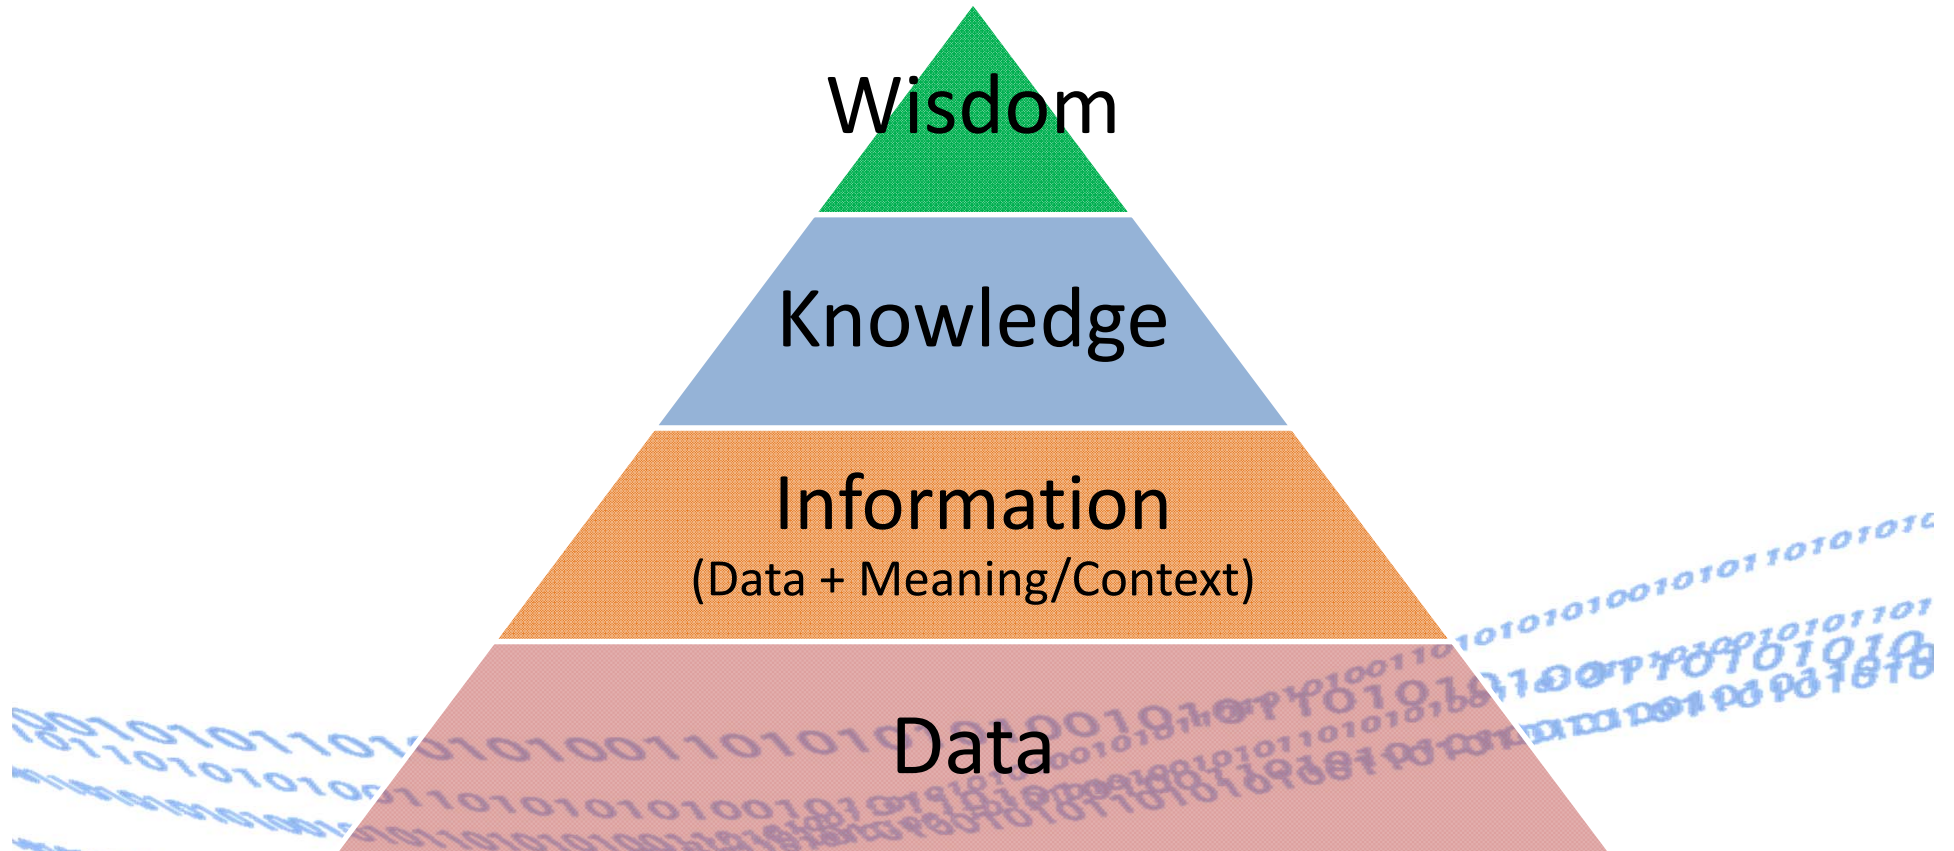 Wisdom
Knowledge
Information
(Data + Meaning/Context)
Data